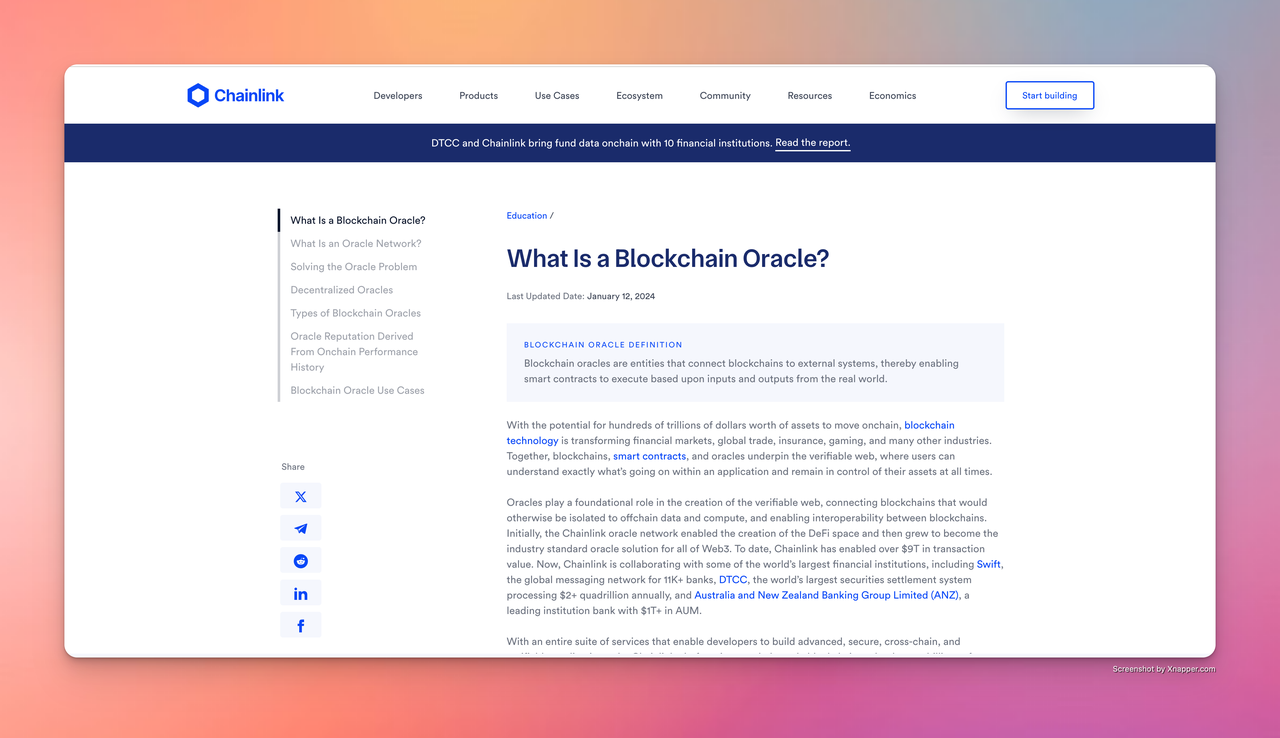 Chainlink
Developers
Products
Use Cases
Ecosystem
Community
Resources
Economics
Start building
DTCC and Chainlink bring fund data onchain with 10 financial institutions. Read the report.
What Is a Blockchain Oracle?
What Is an Oracle Network?
Solving the Oracle Problem
Decentralized Oracles
Types of Blockchain Oracles
Oracle Reputation Derived
From Onchain Performance
History
Blockchain Oracle Use Cases
Share
Education /
What Is a Blockchain Oracle?
Last Updated Date: January 12, 2024
BLOCKCHAIN ORACLE DEFINITION
Blockchain oracles are entities that connect blockchains to external systems, thereby enabling
smart contracts to execute based upon inputs and outputs from the real world.
With the potential for hundreds of trillions of dollars worth of assets to move onchain, blockchain
technology is transforming financial markets, global trade, insurance, gaming, and many other industries.
Together, blockchains, smart contracts, and oracles underpin the verifiable web, where users can
understand exactly what's going on within an application and remain in control of their assets at all times.
Oracles play a foundational role in the creation of the verifiable web, connecting blockchains that would
otherwise be isolated to offchain data and compute, and enabling interoperability between blockchains.
Initially, the Chainlink oracle network enabled the creation of the DeFi space and then grew to become the
industry standard oracle solution for all of Web3. To date, Chainlink has enabled over $9T in transaction
value. Now, Chainlink is collaborating with some of the world's largest financial institutions, including Swift,
the global messaging network for 11K+ banks, DTCC, the world's largest securities settlement system
processing $2+ quadrillion annually, and Australia and New Zealand Banking Group Limited (ANZ), a
leading institution bank with $1T+ in AUM.
With an entire suite of services that enable developers to build advanced, secure, cross-chain, and
Screenshot by Xnapper.com